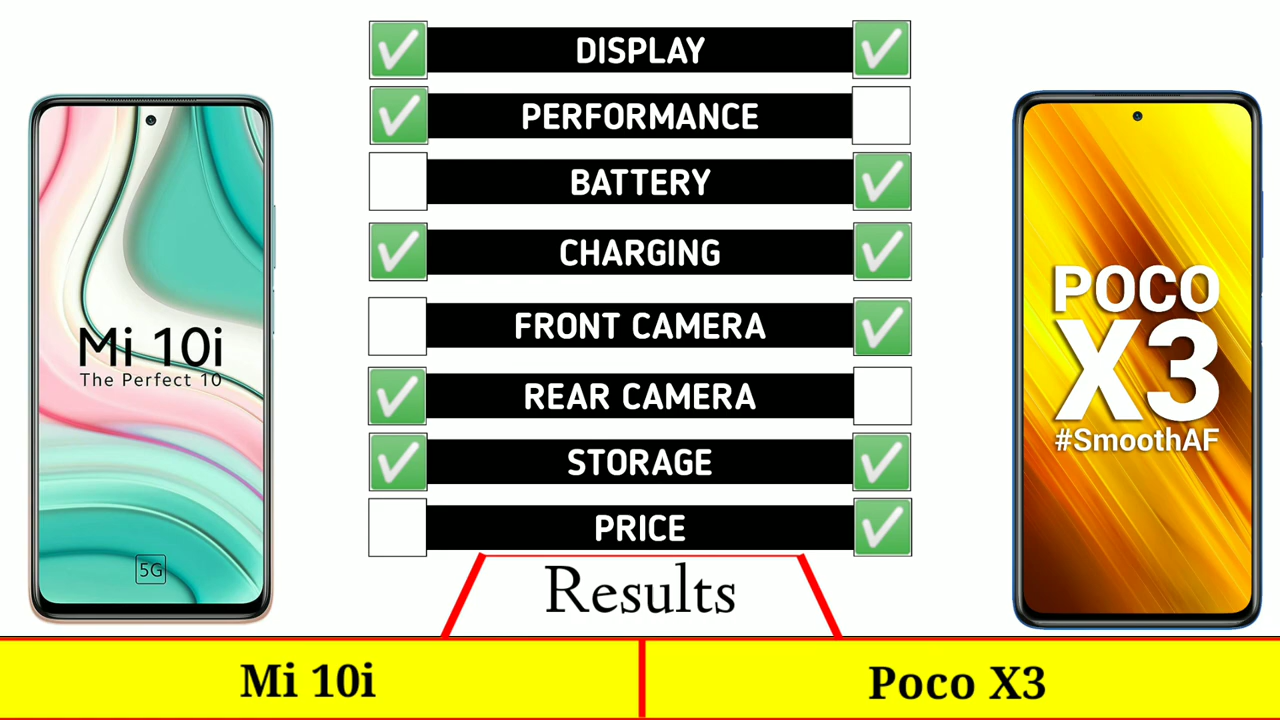 DISPLAY
PERFORMANCE
BATTERY
CHARGING
FRONT CAMERA
REAR CAMERA
STORAGE
PRICE
Mi 10i
The Perfect 10
5G
POCO
X3
#SmoothAF
Results
Mi 10i
Poco X3